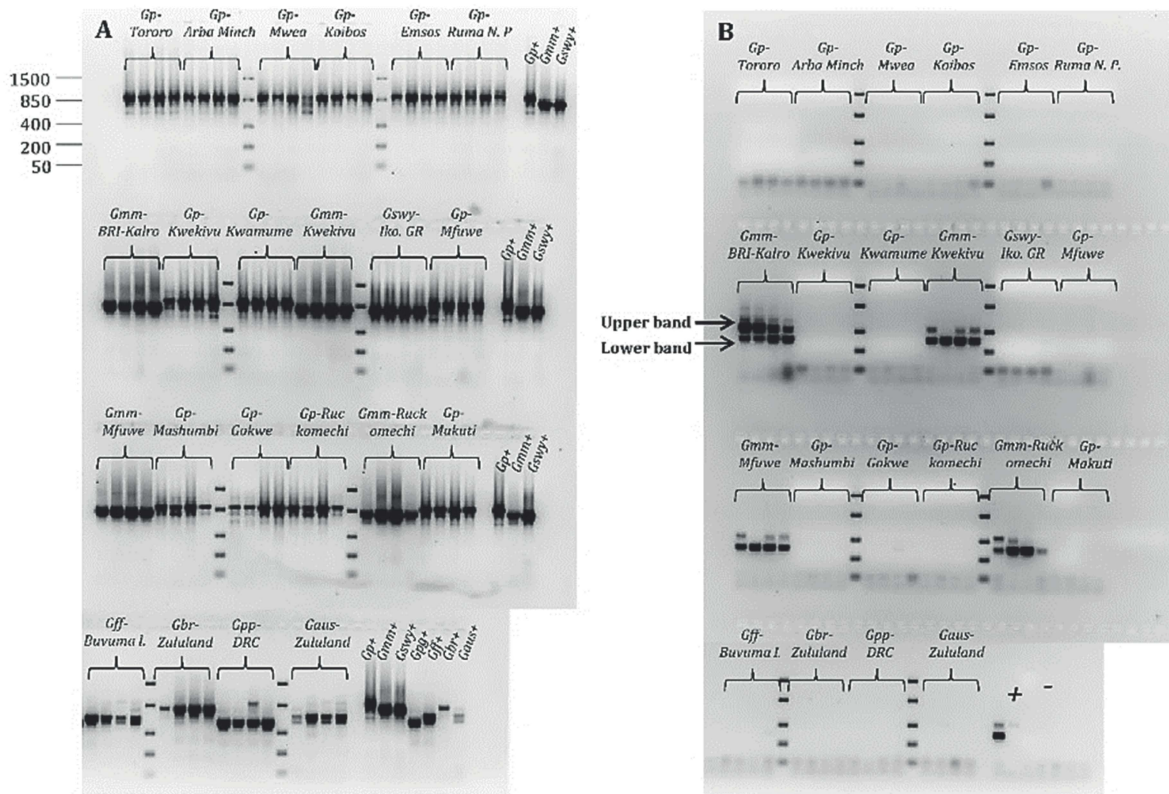 A
Gp- Gp- Gp- Gp- Gp- Gp-
Tororo Arba Minch Mwea Koibos Emsos Ruma N. P
Gp+ Gmm+ Gswy+
1500
850
400
200
50
Gmm- Gp- Gp- Gmm- Gswy- Gp-
BRI-Kalro Kwekivu Kwamume Kwekivu Iko. GR Mfuwe
Gp+ Gmm+ Gswy+
Gmm- Gp- Gp- Gp-Ruc Gmm-Ruck Gp-
Mfuwe Mashumbi Gokwe komechi omechi Makuti
Gp+ Gmm+ Gswy+
Gff- Gbr- Gpp- Gaus-
Buvuma I. Zululand DRC Zululand
Gp+ Gmm+ Gswy+ Gpg+ Gff+ Gbr+ Gaus+
B
Gp- Gp- Gp- Gp- Gp- Gp-
Tororo Arba Minch Mwea Koibos Emsos Ruma N. P.
Gmm- Gp- Gp- Gmm- Gswy- Gp-
BRI-Kalro Kwekivu Kwamume Kwekivu Iko. GR Mfuwe
Upper band
Lower band
Gmm- Gp- Gp- Gp-Ruc Gmm-Ruck Gp-
Mfuwe Mashumbi Gokwe komechi omechi Makuti
Gff- Gbr- Gpp- Gaus-
Buvuma I. Zululand DRC Zululand
+ -